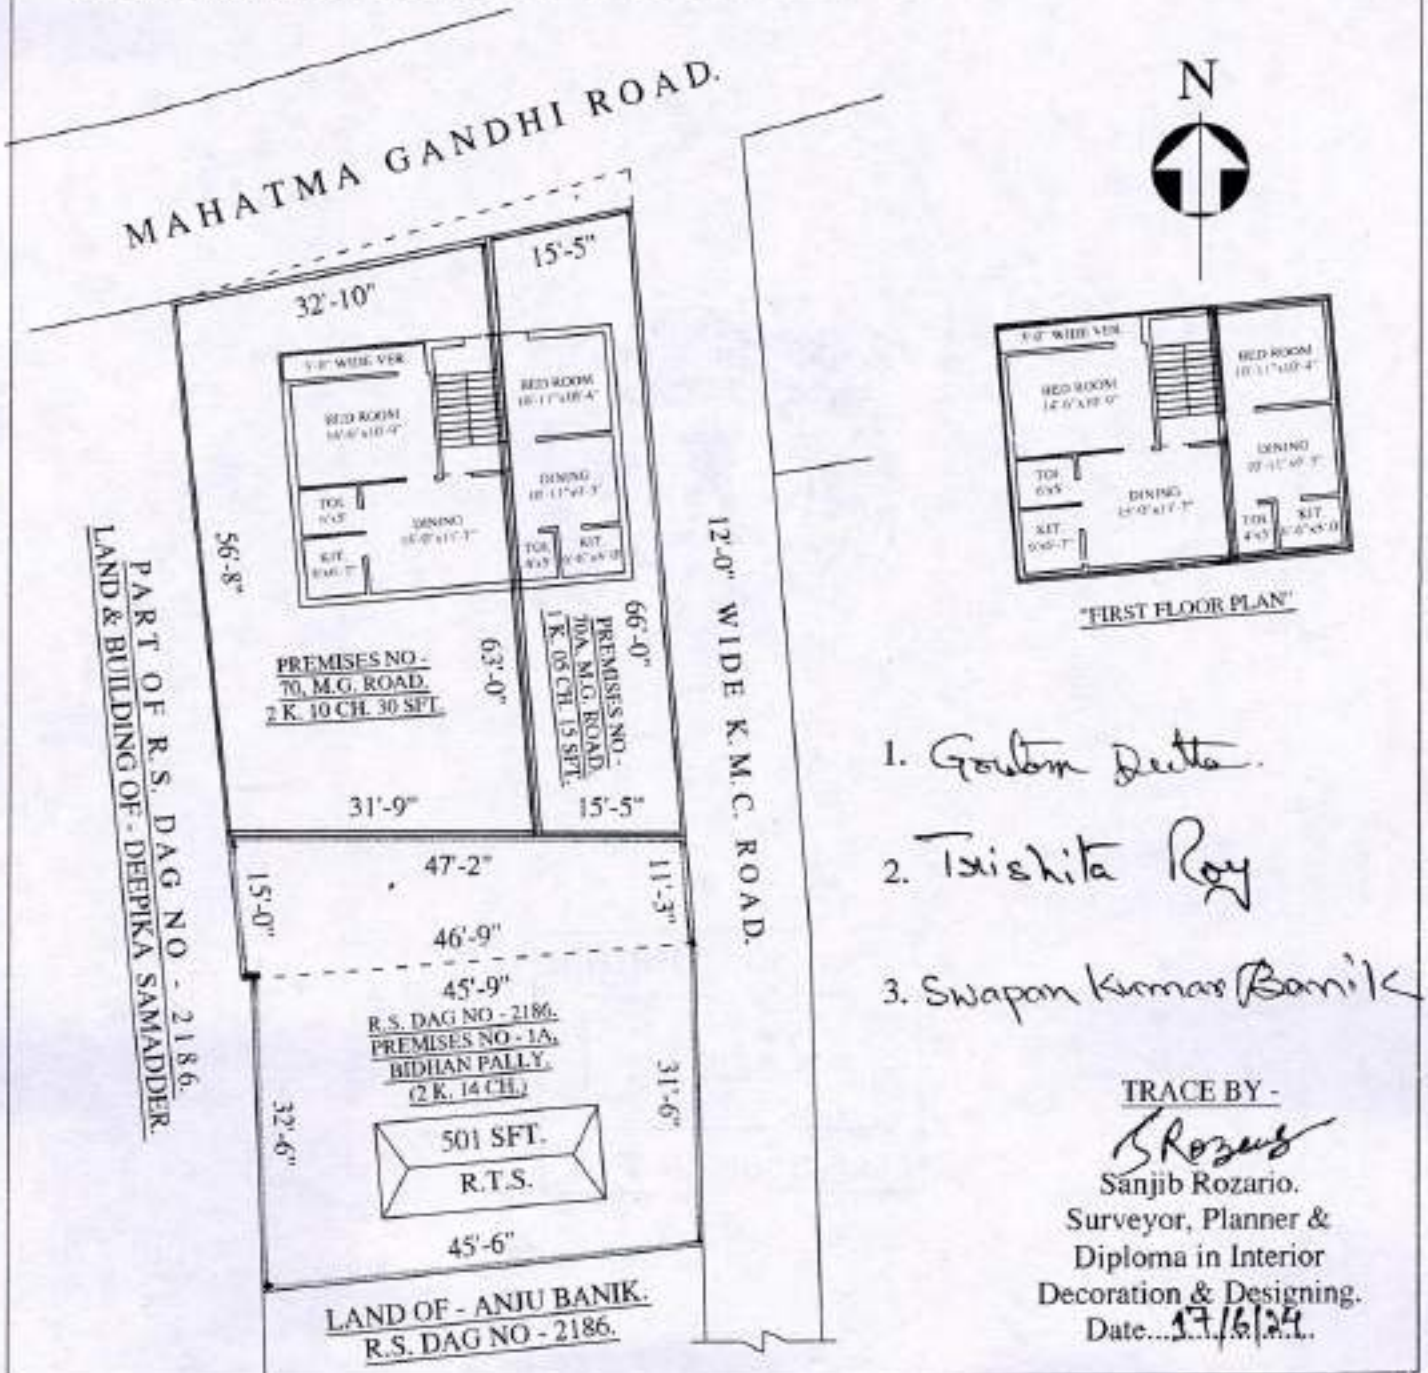 MAHATMA GANDHI ROAD.
N
32'-10"
15'-5"
WIDE VER.
BED ROOM
BED ROOM
TOI.
DINING
DINING
KIT.
TOI.
KIT.
56'-8"
63'-0"
66'-0"
PREMISES NO -
70, M.G. ROAD.
2 K. 10 CH. 30 SFT.
PREMISES NO -
70A, M.G. ROAD.
1 K. 05 CH. 15 SFT.
31'-9"
15'-5"
12'-0" WIDE K.M.C. ROAD.
PART OF R.S. DAG NO - 2186.
LAND & BUILDING OF - DEEPIKA SAMADDER.
47'-2"
15'-0"
11'-3"
46'-9"
45'-9"
R.S. DAG NO - 2186.
PREMISES NO - 1A,
BIDHAN PALLY.
(2 K. 14 CH.)
32'-6"
31'-6"
501 SFT.
R.T.S.
45'-6"
LAND OF - ANJU BANIK.
R.S. DAG NO - 2186.
WIDE VER.
BED ROOM
BED ROOM
TOI.
DINING
DINING
KIT.
TOI.
KIT.
"FIRST FLOOR PLAN"
1. Goutam Dutta.
2. Trishita Roy
3. Swapan Kumar Banik
TRACE BY -
S Rozario
Sanjib Rozario.
Surveyor, Planner &
Diploma in Interior
Decoration & Designing.
Date...17/6/24.